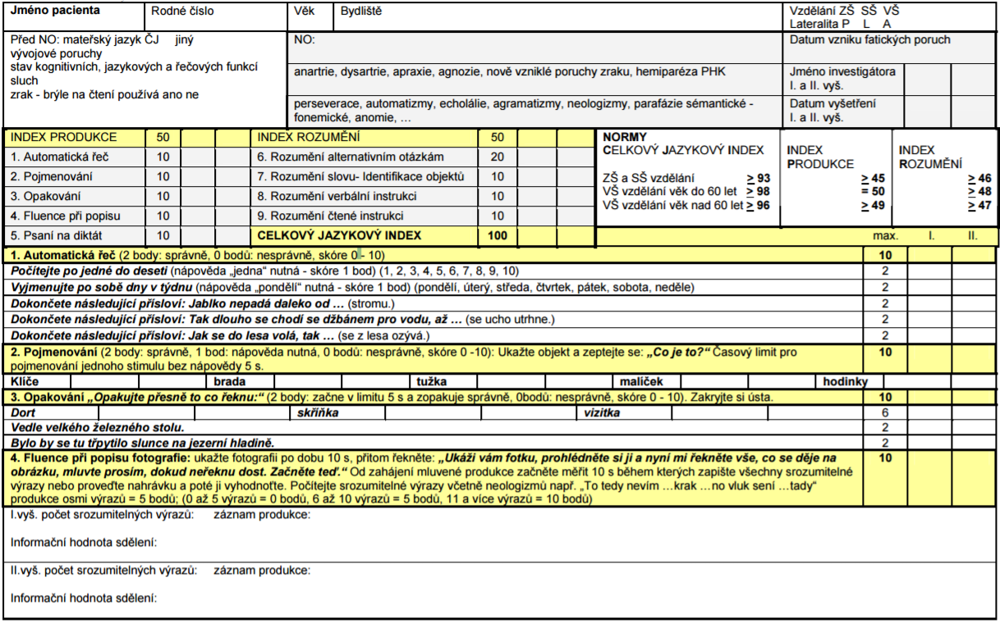 Jméno pacienta Rodné číslo Věk Bydliště Vzdělání ZŠ SŠ VŠ
Lateralita P L A
Před NO: mateřský jazyk ČJ jiný
vývojové poruchy
stav kognitivních, jazykových a řečových funkcí
sluch
zrak - brýle na čtení používá ano ne
NO:
Datum vzniku fatických poruch
anartrie, dysartrie, apraxie, agnozie, nově vzniklé poruchy zraku, hemiparéza PHK
Jméno investigátora
I. a II. vyš.
perseverace, automatizmy, echolálie, agramatizmy, neologizmy, parafázie sémantické -
fonemické, anomie, ...
Datum vyšetření
I. a II. vyš.
INDEX PRODUKCE 50 INDEX ROZUMĚNÍ 50
1. Automatická řeč 10 6. Rozumění alternativním otázkám 20
2. Pojmenování 10 7. Rozumění slovu- Identifikace objektů 10
3. Opakování 10 8. Rozumění verbální instrukci 10
4. Fluence při popisu 10 9. Rozumění čtené instrukci 10
5. Psaní na diktát 10 CELKOVÝ JAZYKOVÝ INDEX 100
NORMY
CELKOVÝ JAZYKOVÝ INDEX INDEX PRODUKCE INDEX ROZUMĚNÍ
ZŠ a SŠ vzdělání ≥ 93 ≥ 45 ≥ 46
VŠ vzdělání věk do 60 let ≥ 98 = 50 ≥ 48
VŠ vzdělání věk nad 60 let ≥ 96 ≥ 49 ≥ 47
max. I. II.
1. Automatická řeč (2 body: správně, 0 bodů: nesprávně, skóre 0 - 10) 10
Počítejte po jedné do deseti (nápověda „jedna“ nutná - skóre 1 bod) (1, 2, 3, 4, 5, 6, 7, 8, 9, 10) 2
Vyjmenujte po sobě dny v týdnu (nápověda „pondělí“ nutná - skóre 1 bod) (pondělí, úterý, středa, čtvrtek, pátek, sobota, neděle) 2
Dokončete následující přísloví: Jablko nepadá daleko od … (stromu.) 2
Dokončete následující přísloví: Tak dlouho se chodí se džbánem pro vodu, až … (se ucho utrhne.) 2
Dokončete následující přísloví: Jak se do lesa volá, tak … (se z lesa ozývá.) 2
2. Pojmenování (2 body: správně, 1 bod: nápověda nutná, 0 bodů: nesprávně, skóre 0 -10): Ukažte objekt a zeptejte se: „Co je to?“ Časový limit pro 10
pojmenování jednoho stimulu bez nápovědy 5 s.
Klíče brada tužka malíček hodinky
3. Opakování „Opakujte přesně to co řeknu:“ (2 body: začne v limitu 5 s a zopakuje správně, 0bodů: nesprávně, skóre 0 - 10). Zakryjte si ústa. 10
Dort skříňka vizitka 6
Vedle velkého železného stolu. 2
Bylo by se tu třpytilo slunce na jezerní hladině. 2
4. Fluence při popisu fotografie: ukažte fotografii po dobu 10 s, přitom řekněte: „Ukáži vám fotku, prohlédněte si ji a nyní mi řekněte vše, co se děje na 10
obrázku, mluvte prosím, dokud neřeknu dost. Začněte teď.“ Od zahájení mluvené produkce začněte měřit 10 s během kterých zapište všechny srozumitelné
výrazy nebo proveďte nahrávku a poté ji vyhodnoťte. Počítejte srozumitelné výrazy včetně neologizmů např. „To tedy nevím …krak …no vluk sení …tady“
produkce osmi výrazů = 5 bodů; (0 až 5 výrazů = 0 bodů, 6 až 10 výrazů = 5 bodů, 11 a více výrazů = 10 bodů)
I.vyš. počet srozumitelných výrazů: záznam produkce:
Informační hodnota sdělení:
II.vyš. počet srozumitelných výrazů: záznam produkce:
Informační hodnota sdělení: